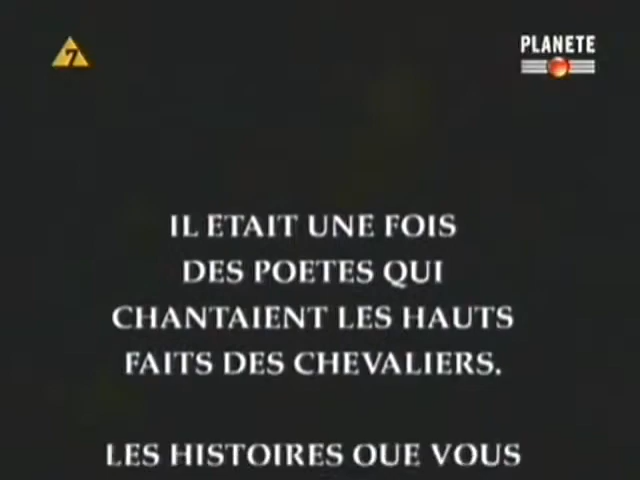 7
PLANETE
IL ETAIT UNE FOIS
DES POETES QUI
CHANTAIENT LES HAUTS
FAITS DES CHEVALIERS.
LES HISTOIRES QUE VOUS